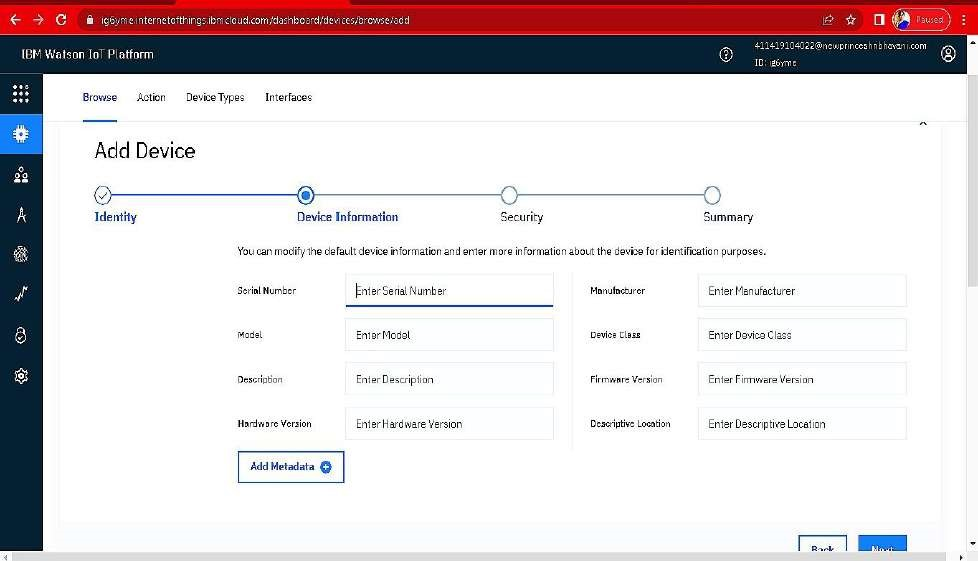 ig6yme.internetofthings.ibmcloud.com/dashboard/devices/browse/add
Paused
IBM Watson IoT Platform
411419104022@newprinceshribhavani.com
ID: ig6yme
Browse Action Device Types Interfaces
Add Device
Identity Device Information Security Summary
You can modify the default device information and enter more information about the device for identification purposes.
Serial Number Enter Serial Number Manufacturer Enter Manufacturer
Model Enter Model Device Class Enter Device Class
Description Enter Description Firmware Version Enter Firmware Version
Hardware Version Enter Hardware Version Descriptive Location Enter Descriptive Location
Add Metadata
Back Next